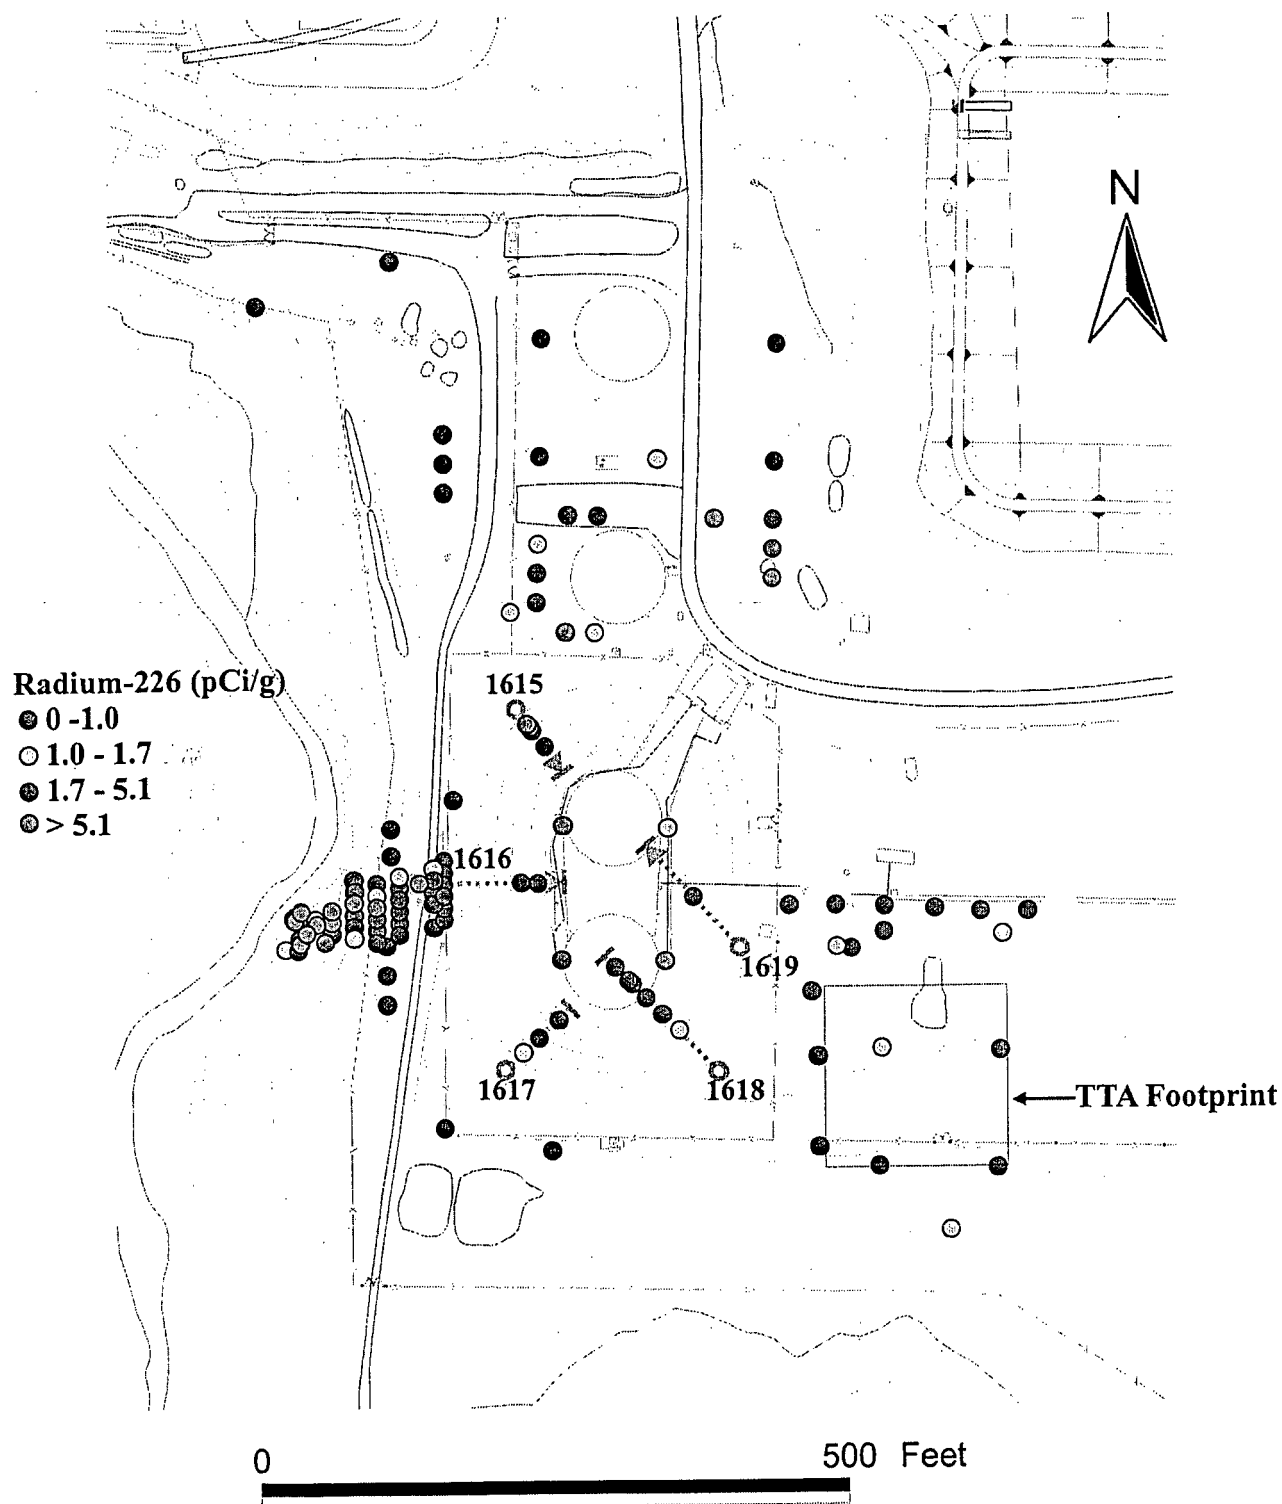 N
Radium-226 (pCi/g)
0 -1.0
1.0 - 1.7
1.7 - 5.1
> 5.1
1615
1616
1619
1617
1618
TTA Footprint
0
500 Feet